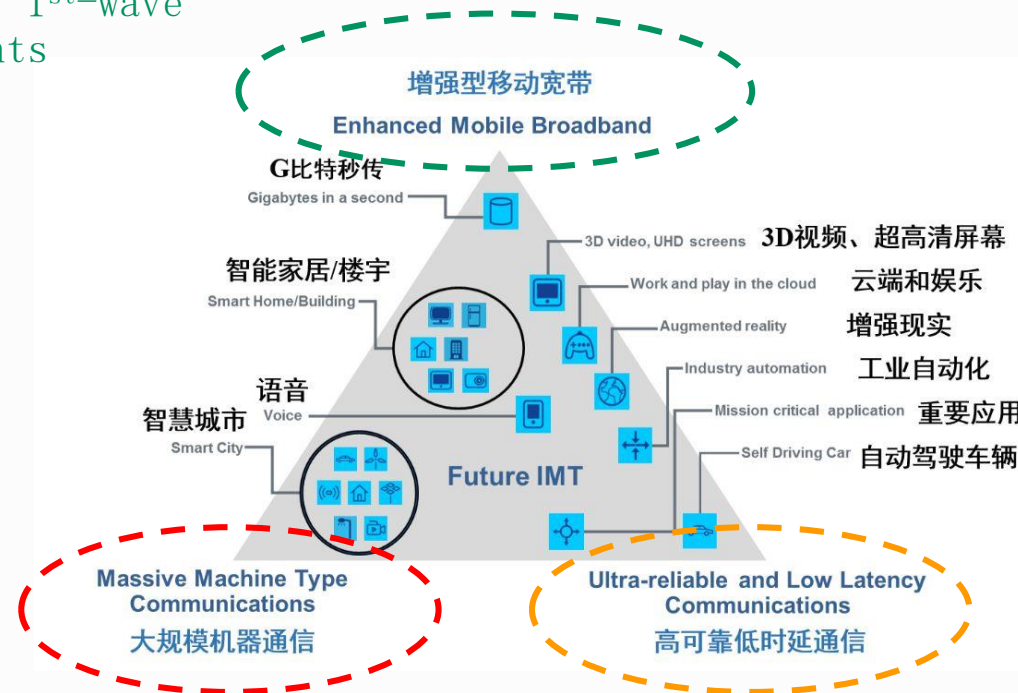 1st-wave
增强型移动宽带
Enhanced Mobile Broadband
G比特秒传
Gigabytes in a second
3D video, UHD screens 3D视频、超高清屏幕
智能家居/楼宇
Smart Home/Building
Work and play in the cloud 云端和娱乐
Augmented reality 增强现实
Industry automation 工业自动化
语音
Voice
Mission critical application 重要应用
智慧城市
Smart City
Self Driving Car 自动驾驶车辆
Future IMT
Massive Machine Type
Communications
大规模机器通信
Ultra-reliable and Low Latency
Communications
高可靠低时延通信